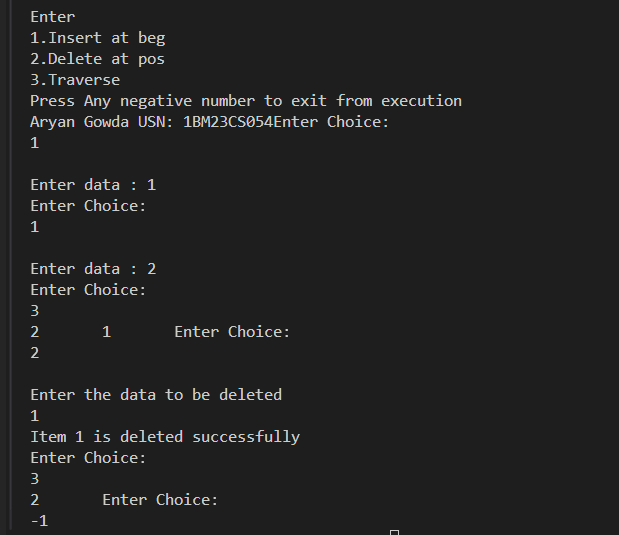 Enter
1.Insert at beg
2.Delete at pos
3.Traverse
Press Any negative number to exit from execution
Aryan Gowda USN: 1BM23CS054Enter Choice:
1
Enter data : 1
Enter Choice:
1
Enter data : 2
Enter Choice:
3
2       1       Enter Choice:
2
Enter the data to be deleted
1
Item 1 is deleted successfully
Enter Choice:
3
2       Enter Choice:
-1